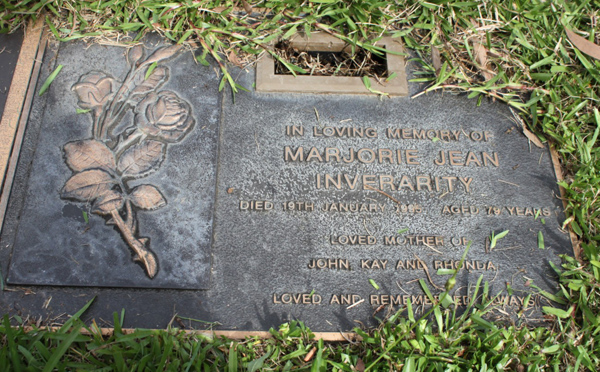 IN LOVING MEMORY OF
MARJORIE JEAN
INVERARITY
DIED 19TH JANUARY AGED 79 YEARS
LOVED MOTHER OF
JOHN, KAY AND RHONDA
LOVED AND REMEMBERED ALWAYS